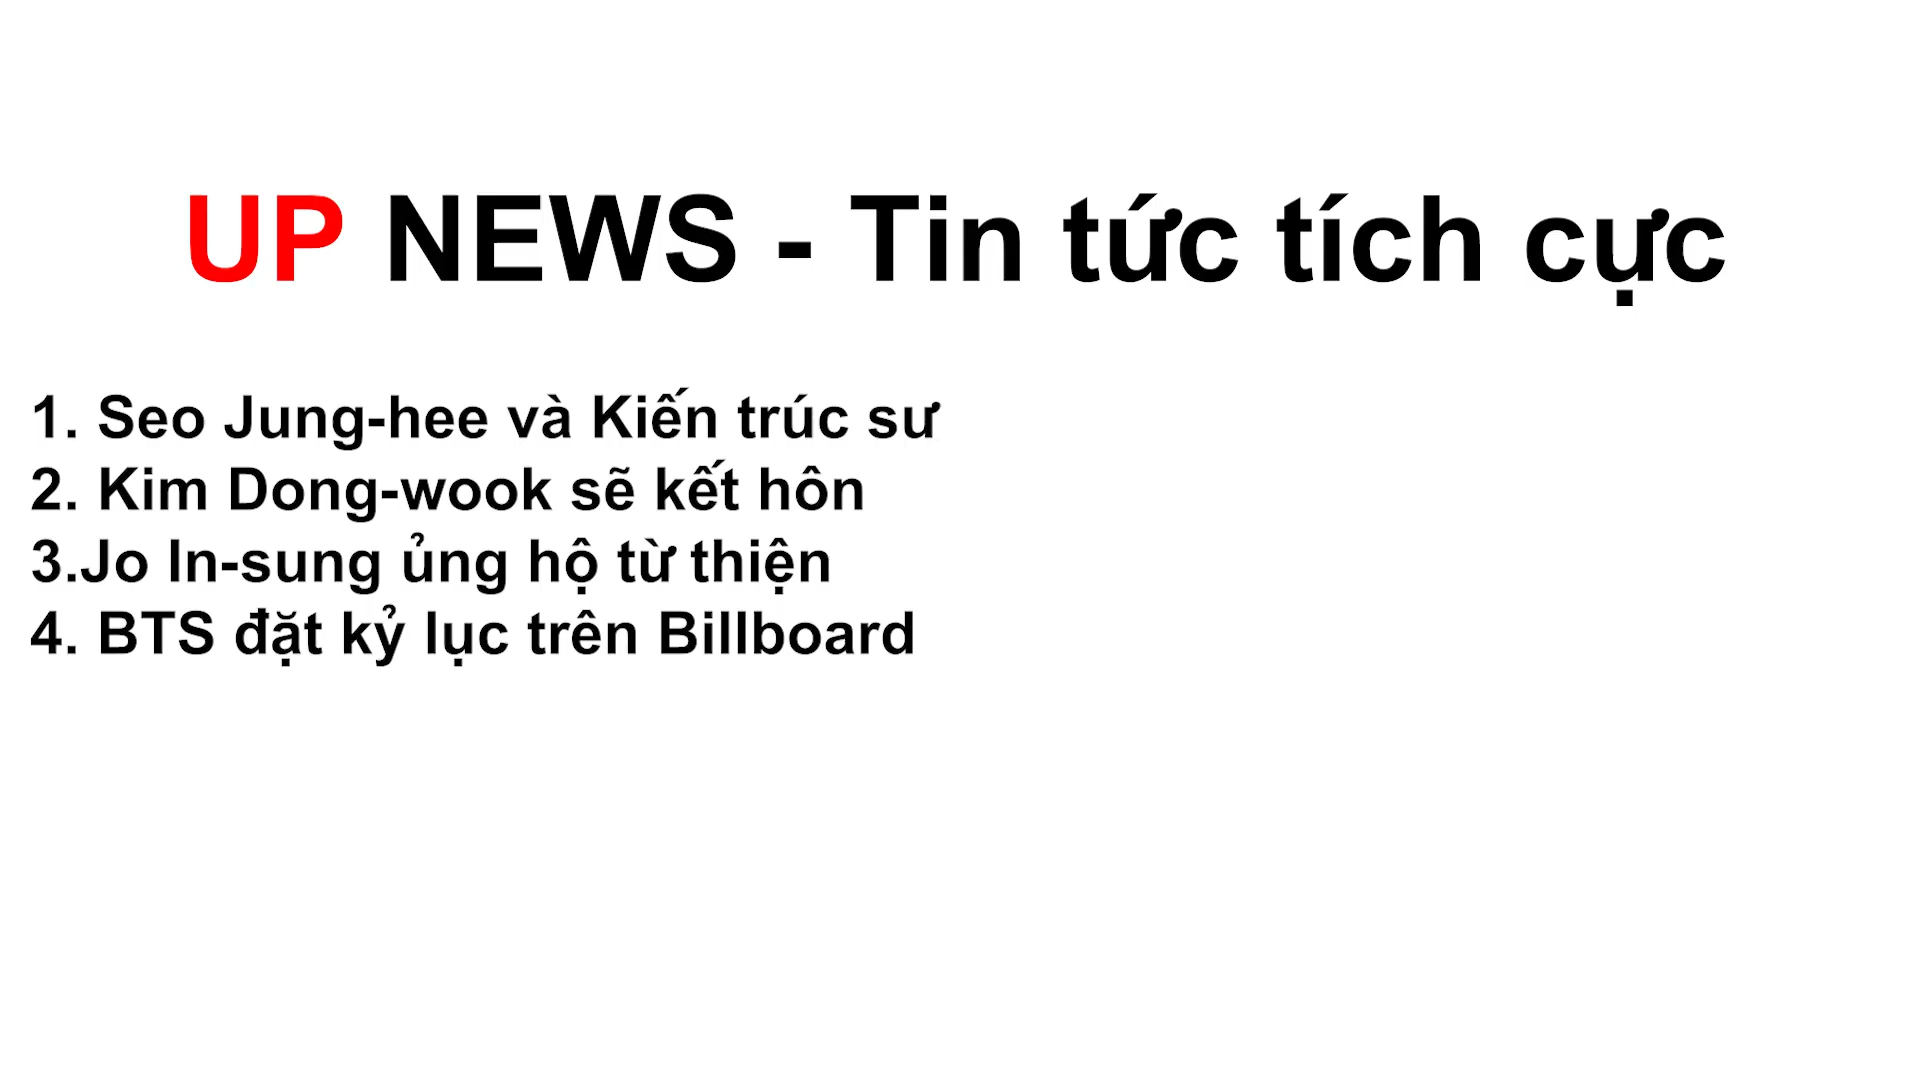 UP NEWS - Tin tức tích cực
1. Seo Jung-hee và Kiến trúc sư
2. Kim Dong-wook sẽ kết hôn
3.Jo In-sung ủng hộ từ thiện
4. BTS đặt kỷ lục trên Billboard